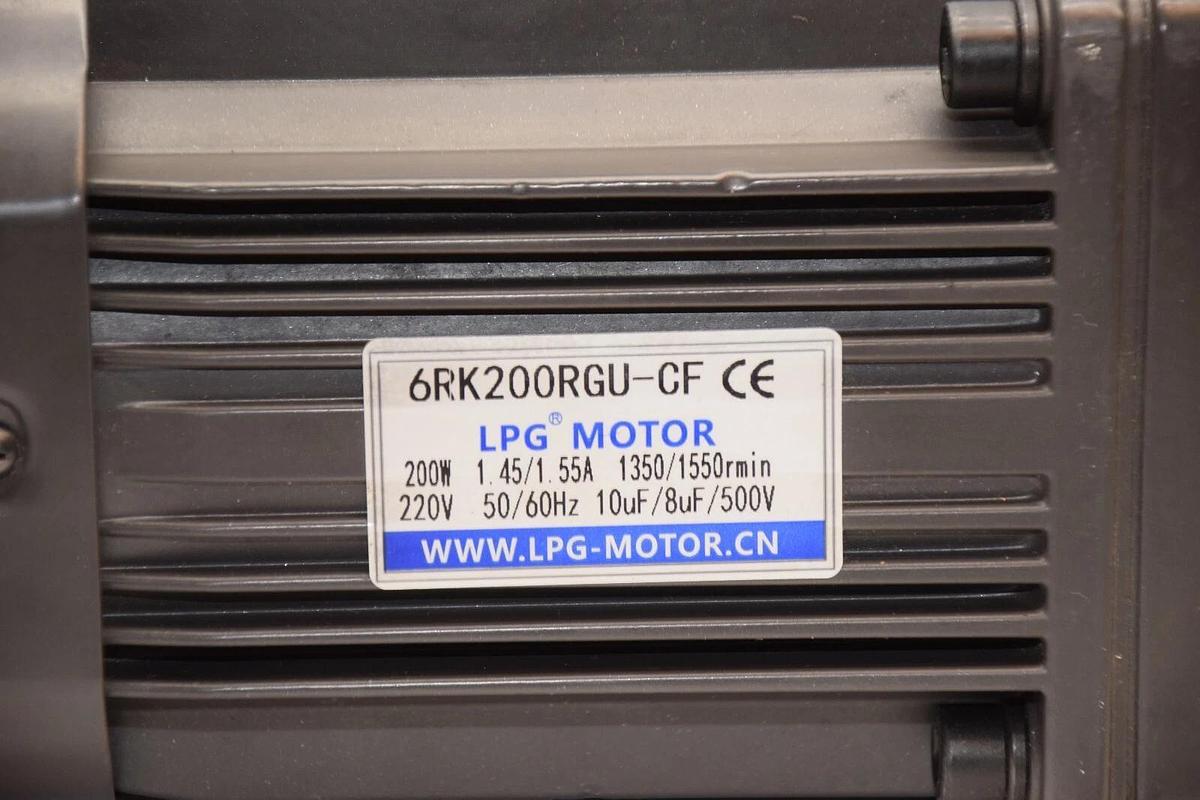 6RK200RGU-CF CE
LPG® MOTOR
200W 1.45/1.55A 1350/1550rmin
220V 50/60Hz 10uF/8uF/500V
WWW.LPG-MOTOR.CN